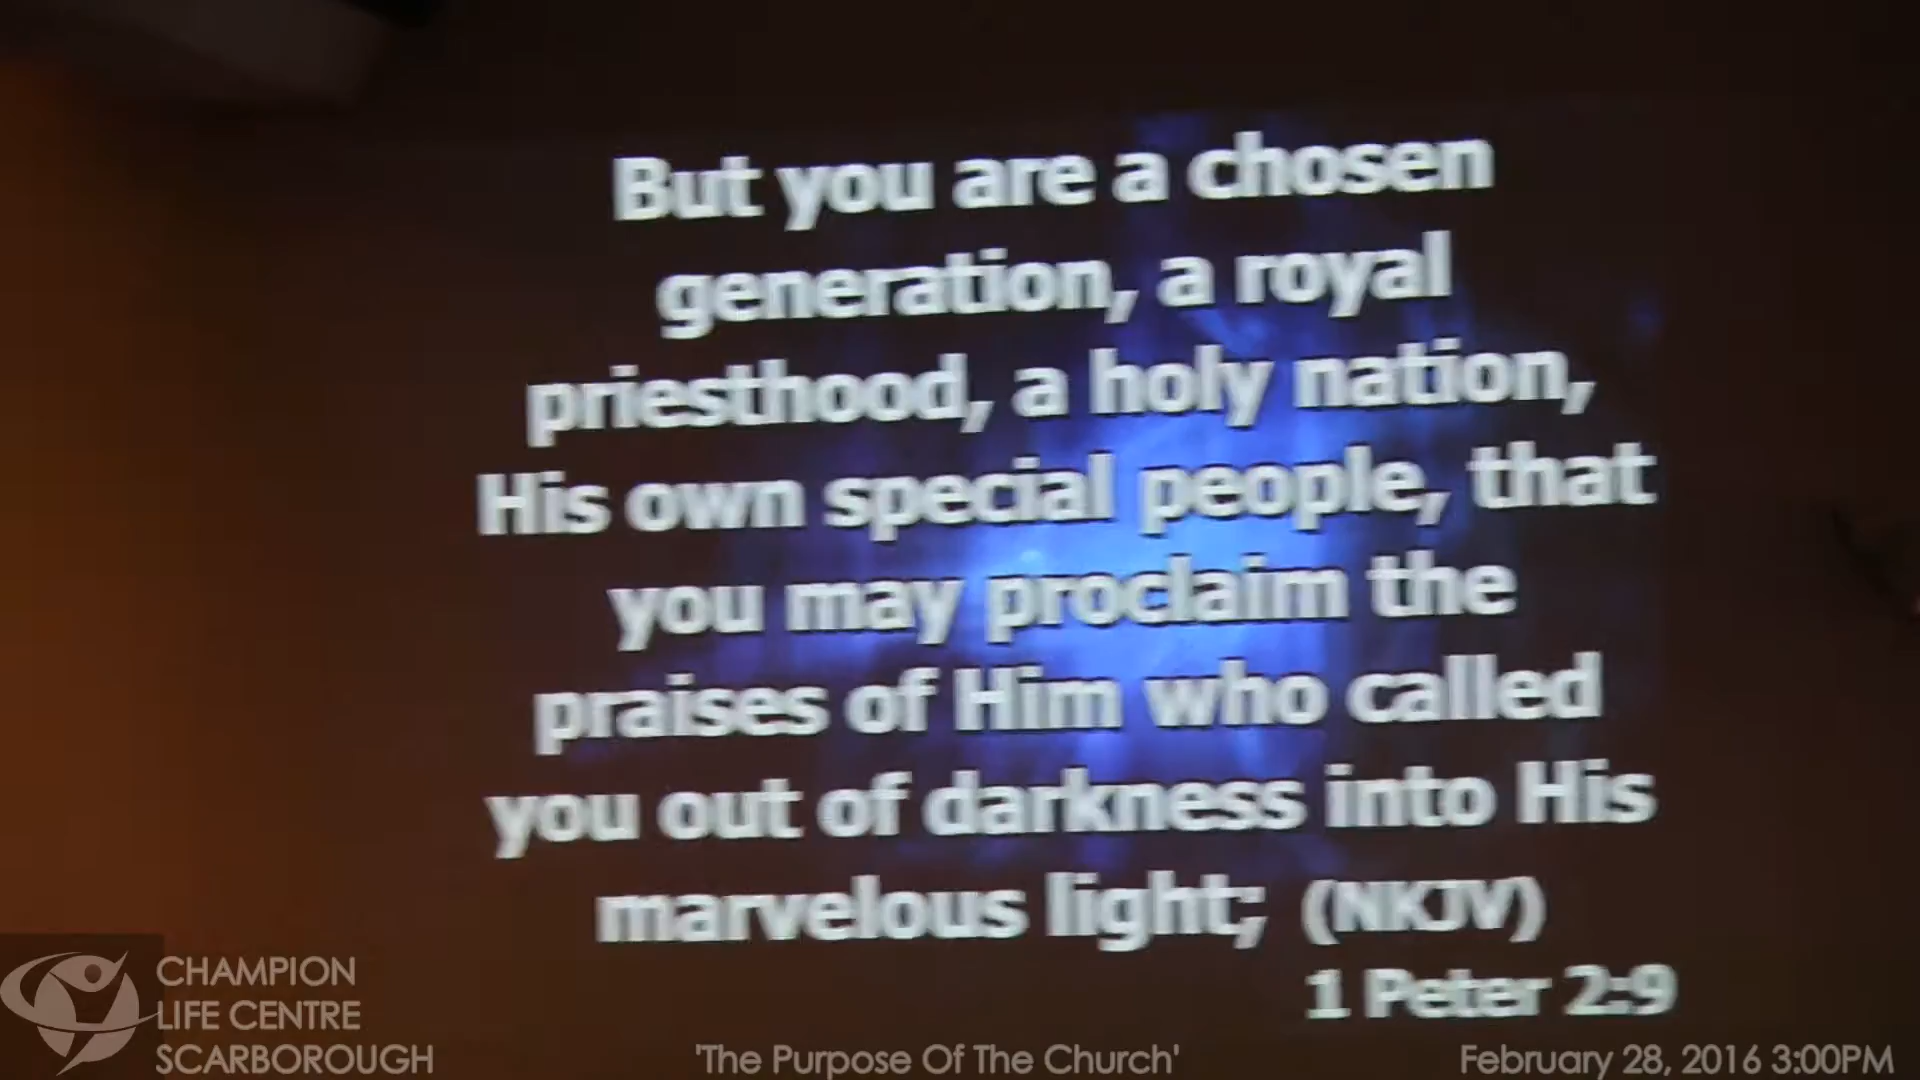 But you are a chosen
generation, a royal
priesthood, a holy nation,
His own special people, that
you may proclaim the
praises of Him who called
you out of darkness into His
marvelous light; (NKJV)
1 Peter 2:9
CHAMPION
LIFE CENTRE
SCARBOROUGH
'The Purpose Of The Church'
February 28, 2016 3:00PM